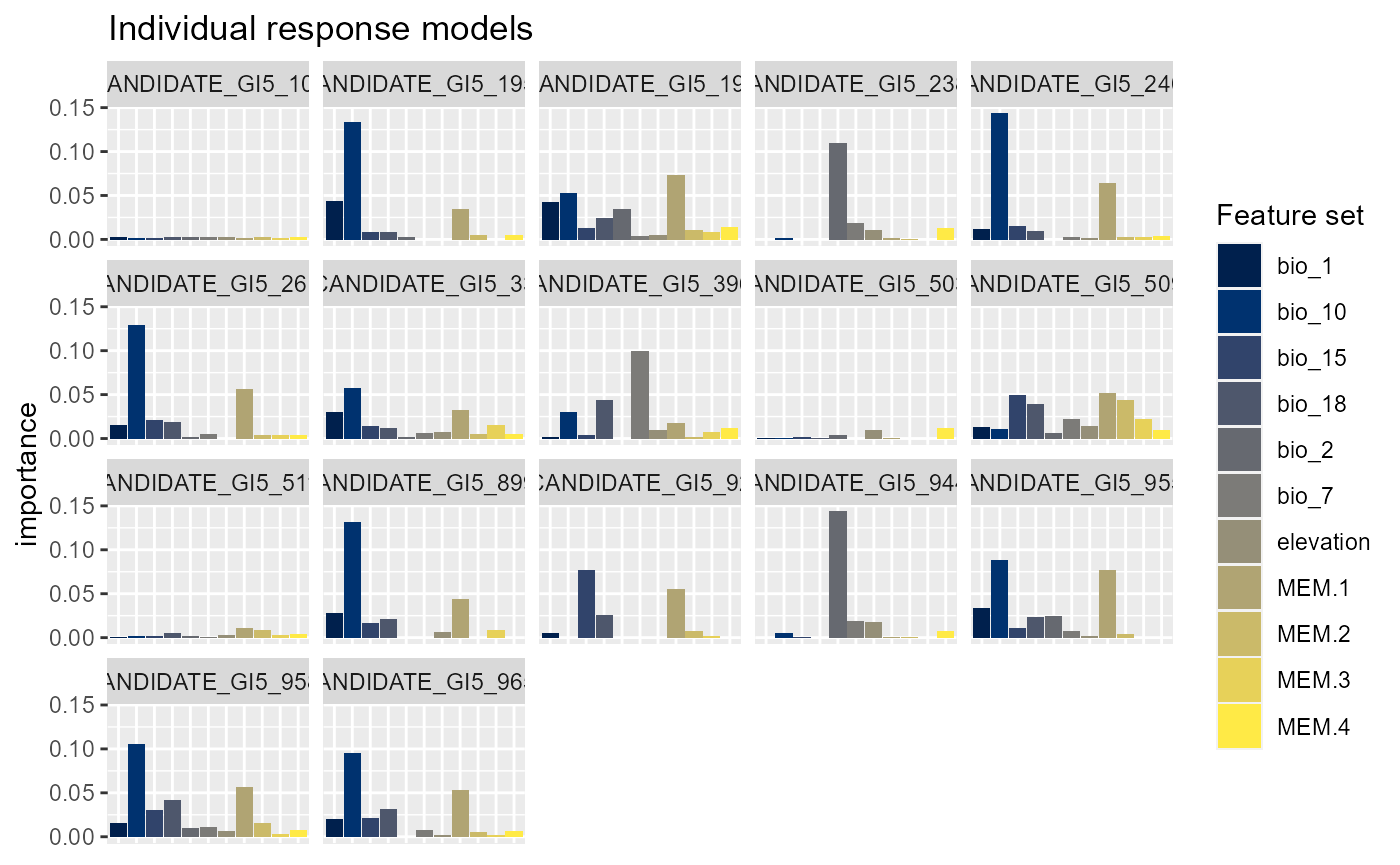 Individual response models
ANDIDATE_GI5_10
ANDIDATE_GI5_19
ANDIDATE_GI5_19
ANDIDATE_GI5_23
ANDIDATE_GI5_24
0.15
0.10
0.05
0.00
ANDIDATE_GI5_26
CANDIDATE_GI5_3
ANDIDATE_GI5_39
ANDIDATE_GI5_50
ANDIDATE_GI5_50
0.15
0.10
0.05
0.00
ANDIDATE_GI5_51
ANDIDATE_GI5_89
CANDIDATE_GI5_9
ANDIDATE_GI5_94
ANDIDATE_GI5_95
0.15
0.10
0.05
0.00
ANDIDATE_GI5_95
ANDIDATE_GI5_96
0.15
0.10
0.05
0.00
importance
Feature set
bio_1
bio_10
bio_15
bio_18
bio_2
bio_7
elevation
MEM.1
MEM.2
MEM.3
MEM.4